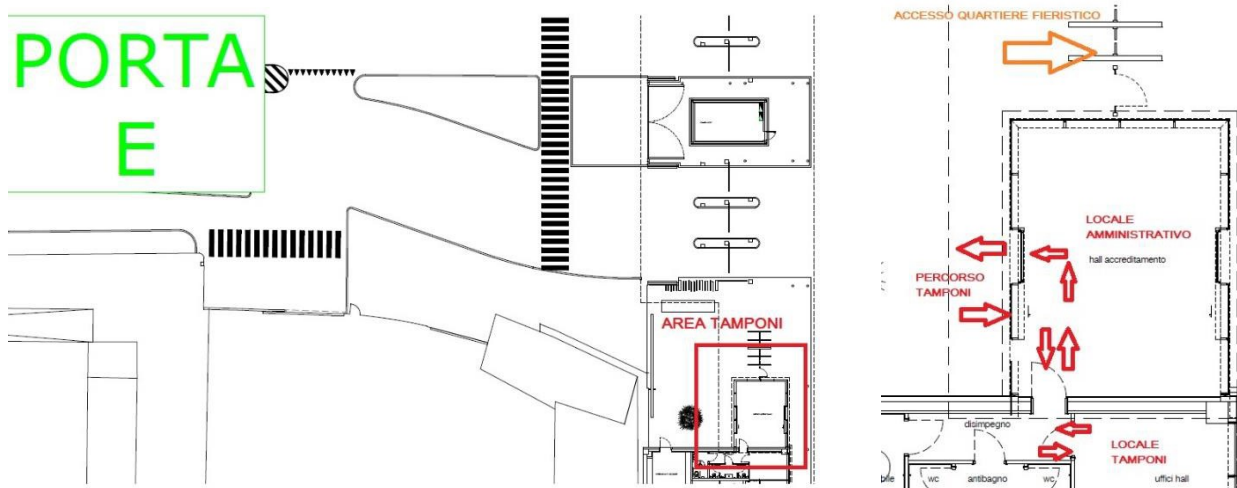 PORTA
E
AREA TAMPONI
ACCESSO QUARTIERE FIERISTICO
LOCALE
AMMINISTRATIVO
hall accreditamento
PERCORSO
TAMPONI
disimpegno
LOCALE
TAMPONI
bile
wc
antibagno
wc
uffici hall